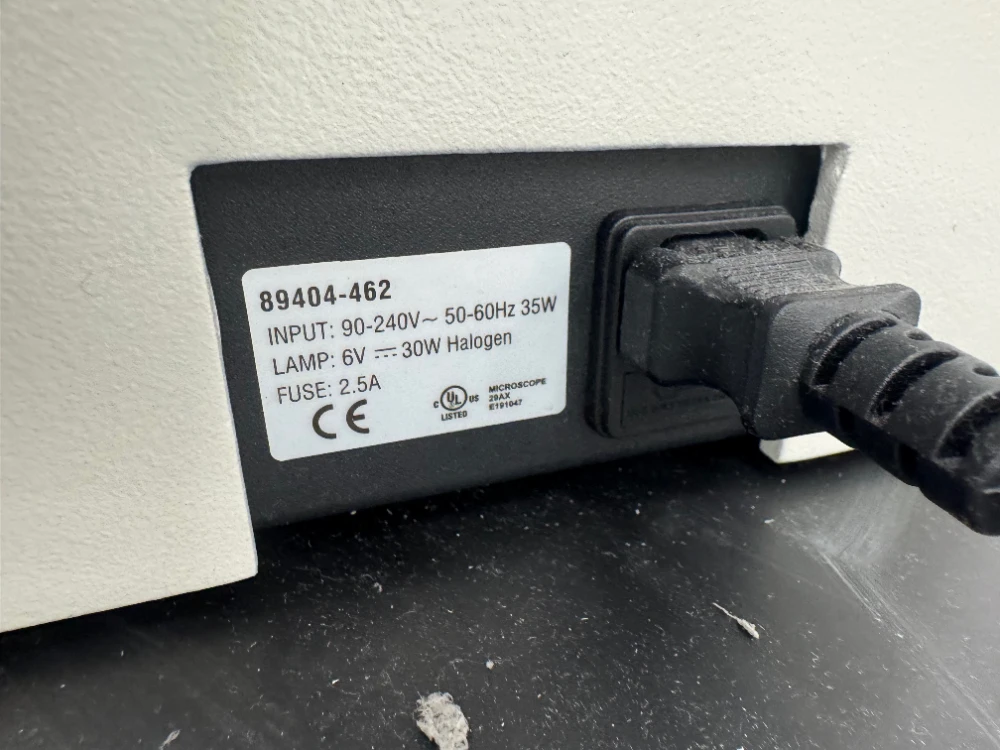 89404-462
INPUT: 90-240V~ 50-60Hz 35W
LAMP: 6V ⎓ 30W Halogen
FUSE: 2.5A
CE
c UL US
LISTED
MICROSCOPE
29AX
E191047